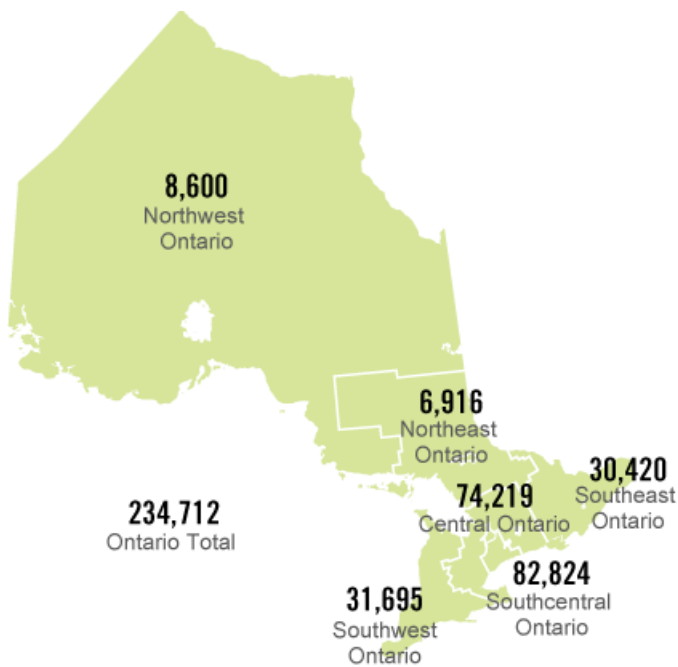 8,600
Northwest
Ontario
6,916
Northeast
Ontario
30,420
Southeast
Ontario
74,219
Central Ontario
234,712
Ontario Total
82,824
Southcentral
Ontario
31,695
Southwest
Ontario